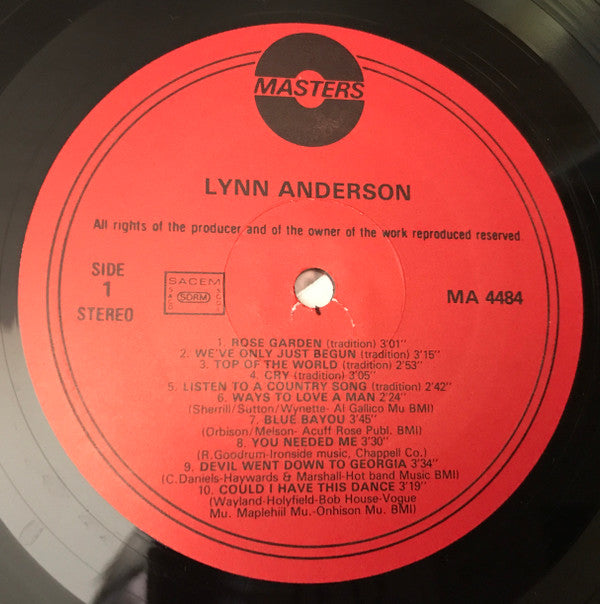 MASTERS
LYNN ANDERSON
All rights of the producer and of the owner of the work reproduced reserved.
SIDE
1
STEREO
SACEM
SDRM
MA 4484
1. ROSE GARDEN (tradition) 3'01"
2. WE'VE ONLY JUST BEGUN (tradition) 3'15"
3. TOP OF THE WORLD (tradition) 2'53"
4. CRY (tradition) 3'05"
5. LISTEN TO A COUNTRY SONG (tradition) 2'42"
6. WAYS TO LOVE A MAN 2'24"
(Sherrill/Sutton/Wynette- Al Galico Mu BMI)
7. BLUE BAYOU 3'45"
(Orbison/Melson- Acuff Rose Publ. BMI)
8. YOU NEEDED ME 3'30"
(R.Goodrum-Ironside music, Chappell Co.)
9. DEVIL WENT DOWN TO GEORGIA 3'34"
(C.Daniels-Haywards & Marshall-Hot band Music BMI)
10. COULD I HAVE THIS DANCE 3'19"
(Wayland-Holyfield-Bob House-Vogue
Mu. Maplehiil Mu.-Onhison Mu. BMI)